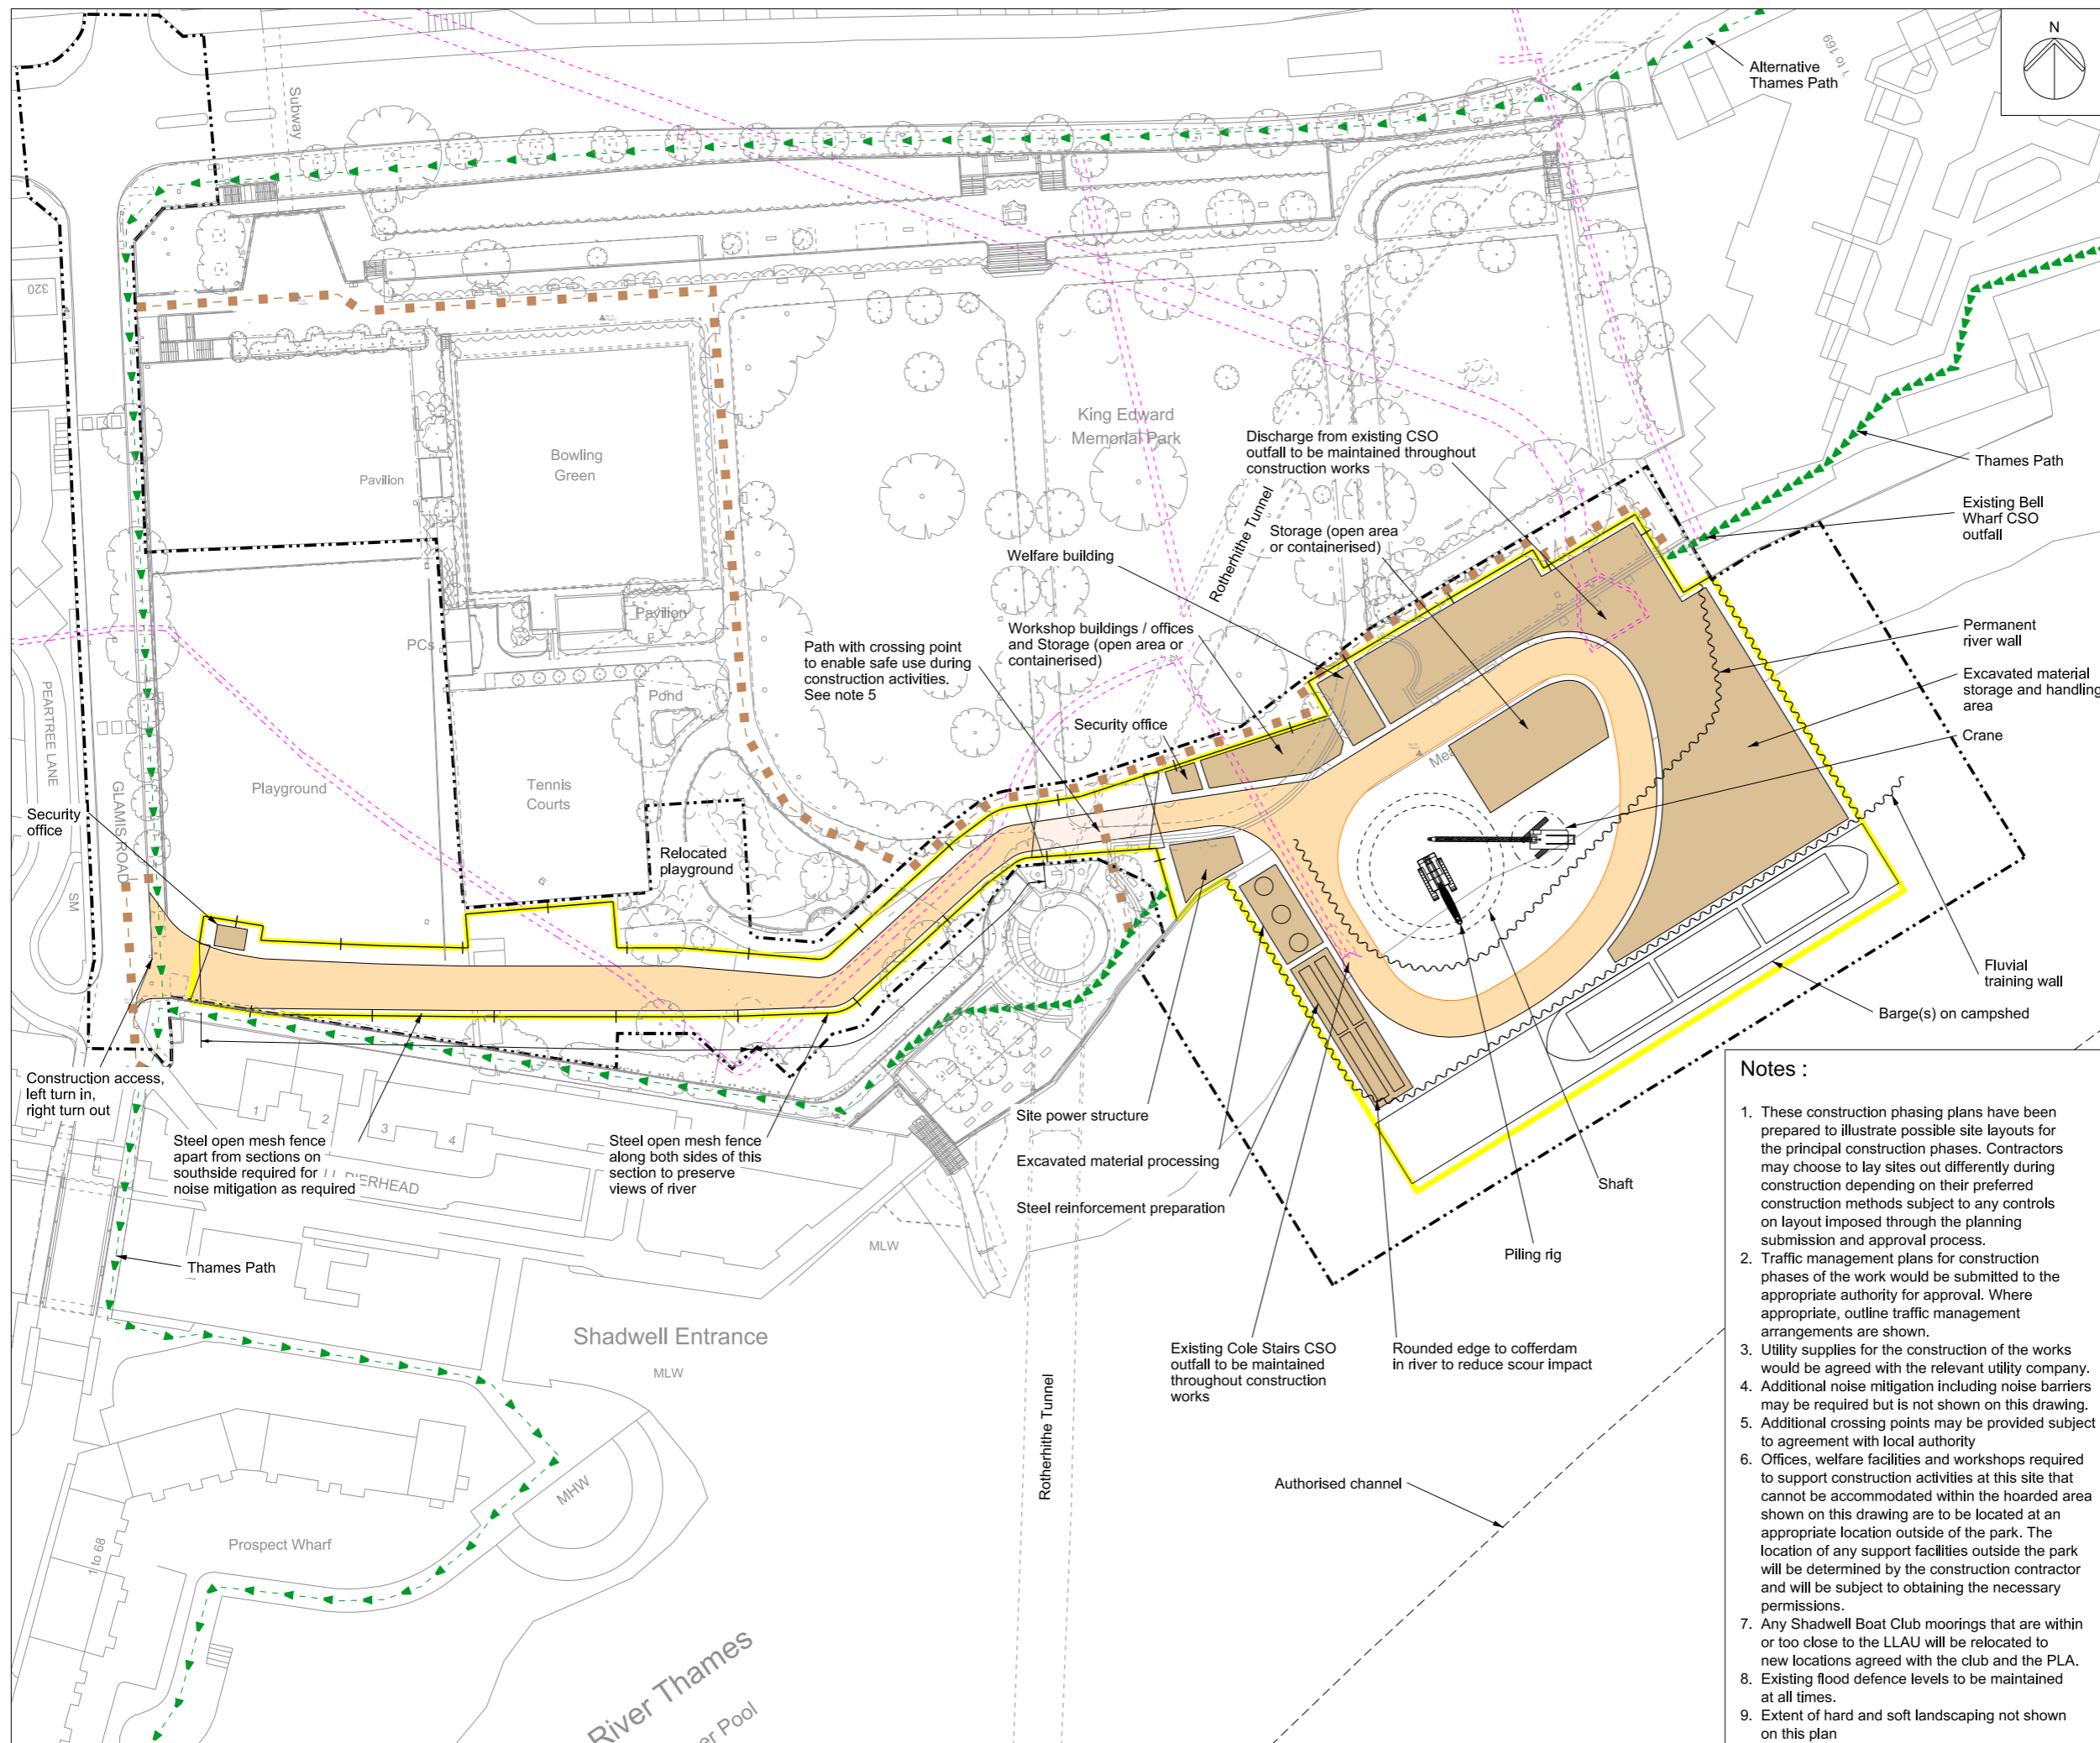 N
Alternative
Thames Path
1 to 169
Subway
320
King Edward
Memorial Park
Discharge from existing CSO
outfall to be maintained throughout
construction works
Bowling
Green
Pavilion
Thames Path
Existing Bell
Wharf CSO
outfall
Storage (open area
or containerised)
Rotherhithe Tunnel
Welfare building
Pavilion
Workshop buildings / offices
and Storage (open area or
containerised)
Path with crossing point
to enable safe use during
construction activities.
See note 5
PCs
Permanent
river wall
Excavated material
storage and handling
area
Pond
Security office
Crane
PEARTREE LANE
GLAMIS ROAD
Playground
Tennis
Courts
Security
office
SM
Relocated
playground
Fluvial
training wall
Barge(s) on campshed
Construction access,
left turn in,
right turn out
1
2
3
4
Steel open mesh fence
apart from sections on
southside required for
noise mitigation as required
Steel open mesh fence
along both sides of this
section to preserve
views of river
PIERHEAD
Site power structure
Excavated material processing
Steel reinforcement preparation
Shaft
Piling rig
MLW
Thames Path
Shadwell Entrance
MLW
Existing Cole Stairs CSO
outfall to be maintained
throughout construction
works
Rounded edge to cofferdam
in river to reduce scour impact
Rotherhithe Tunnel
Authorised channel
MHW
Prospect Wharf
1 to 68
River Thames
er Pool
Notes :
1. These construction phasing plans have been
prepared to illustrate possible site layouts for
the principal construction phases. Contractors
may choose to lay sites out differently during
construction depending on their preferred
construction methods subject to any controls
on layout imposed through the planning
submission and approval process.
2. Traffic management plans for construction
phases of the work would be submitted to the
appropriate authority for approval. Where
appropriate, outline traffic management
arrangements are shown.
3. Utility supplies for the construction of the works
would be agreed with the relevant utility company.
4. Additional noise mitigation including noise barriers
may be required but is not shown on this drawing.
5. Additional crossing points may be provided subject
to agreement with local authority
6. Offices, welfare facilities and workshops required
to support construction activities at this site that
cannot be accommodated within the hoarded area
shown on this drawing are to be located at an
appropriate location outside of the park. The
location of any support facilities outside the park
will be determined by the construction contractor
and will be subject to obtaining the necessary
permissions.
7. Any Shadwell Boat Club moorings that are within
or too close to the LLAU will be relocated to
new locations agreed with the club and the PLA.
8. Existing flood defence levels to be maintained
at all times.
9. Extent of hard and soft landscaping not shown
on this plan